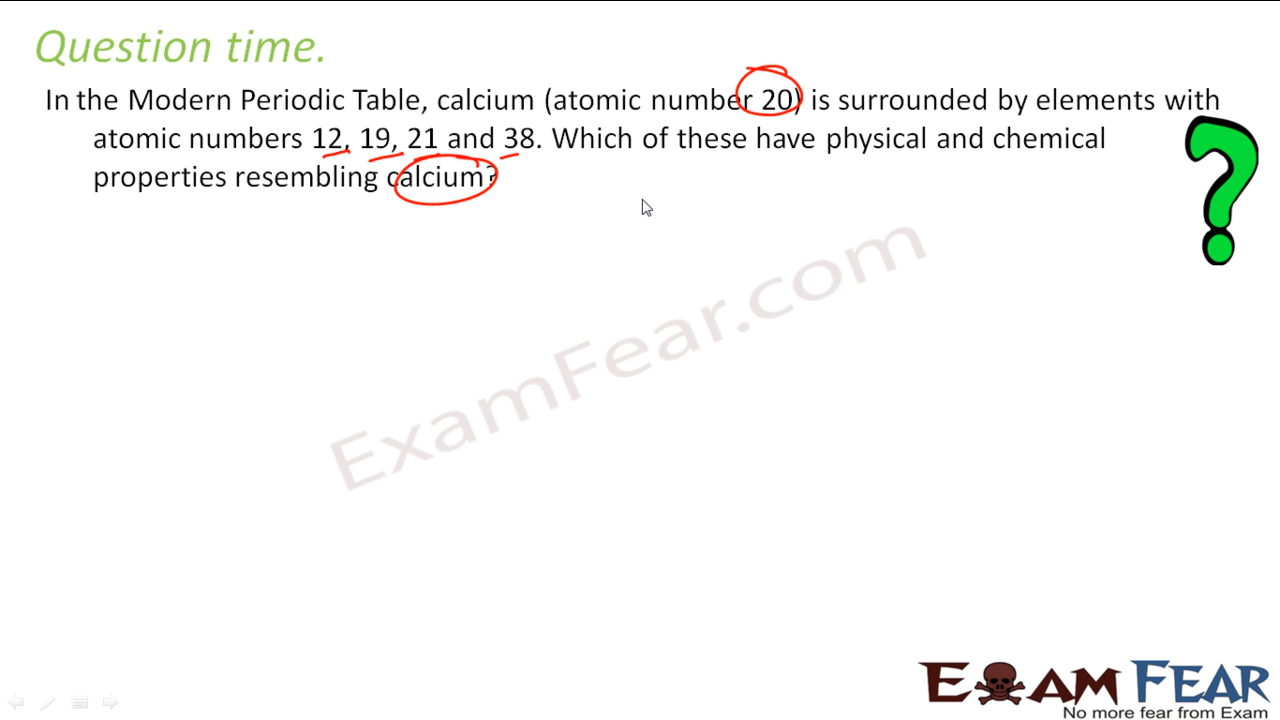 Question time.
In the Modern Periodic Table, calcium (atomic number 20) is surrounded by elements with
atomic numbers 12, 19, 21 and 38. Which of these have physical and chemical
properties resembling calcium?
ExamFear.com
EXAM FEAR
No more fear from Exam